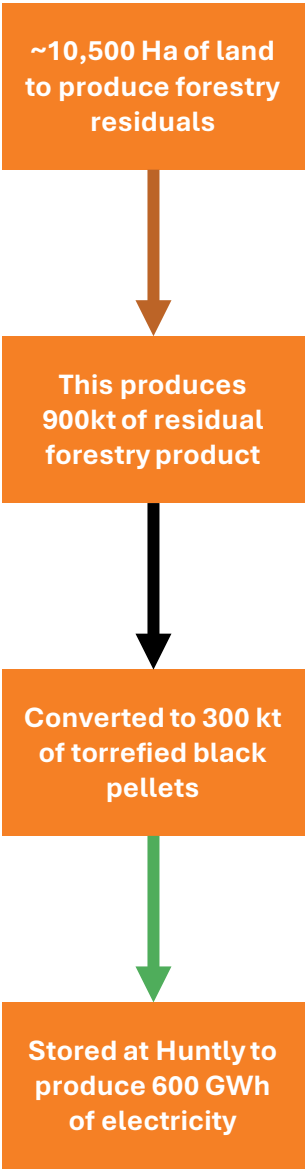 ~10,500 Ha of land
to produce forestry
residuals
This produces
900kt of residual
forestry product
Converted to 300 kt
of torrefied black
pellets
Stored at Huntly to
produce 600 GWh
of electricity